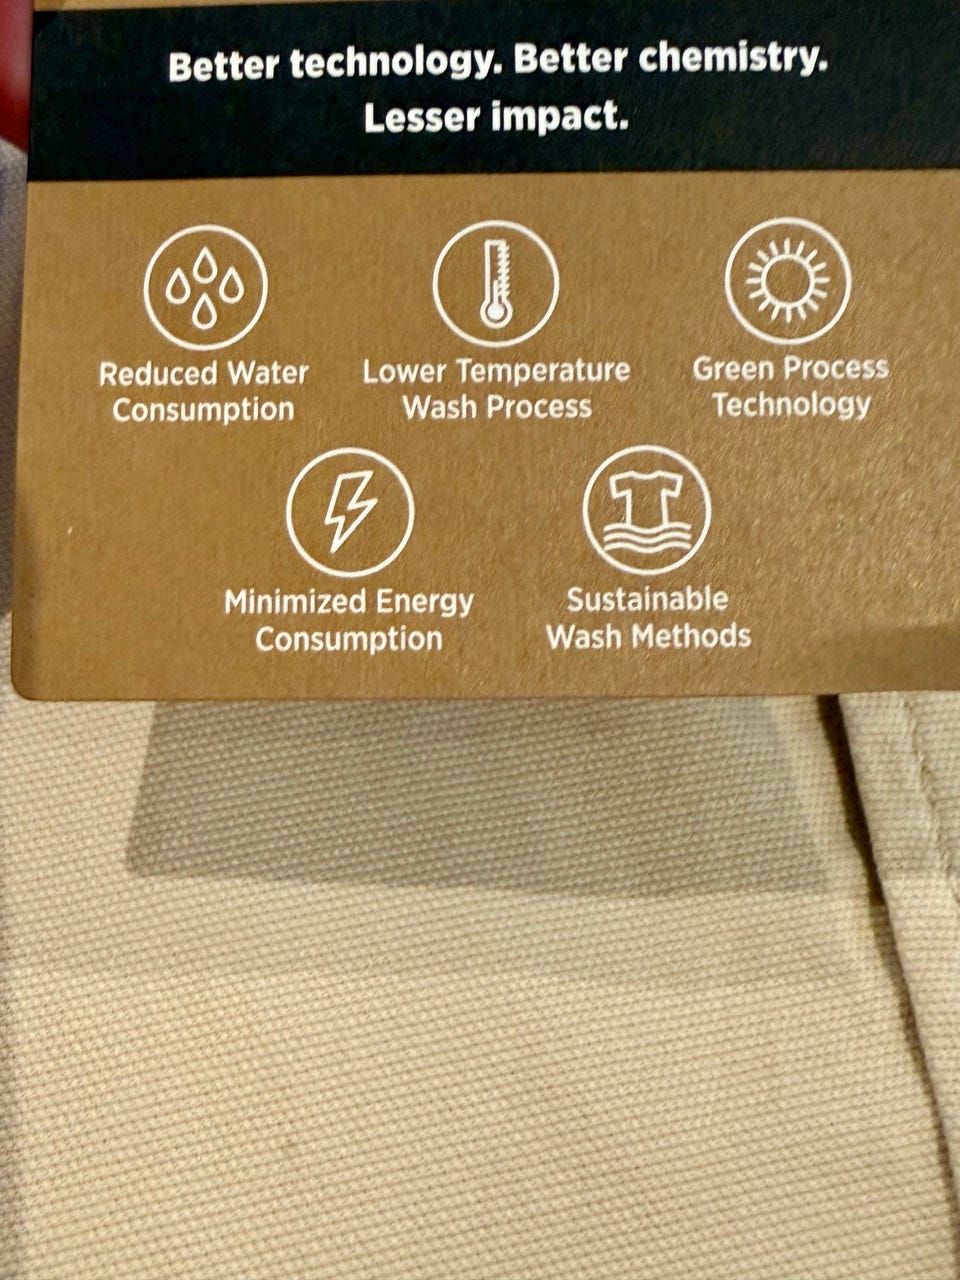 Better technology. Better chemistry.
Lesser impact.
Reduced Water
Consumption
Lower Temperature
Wash Process
Green Process
Technology
Minimized Energy
Consumption
Sustainable
Wash Methods